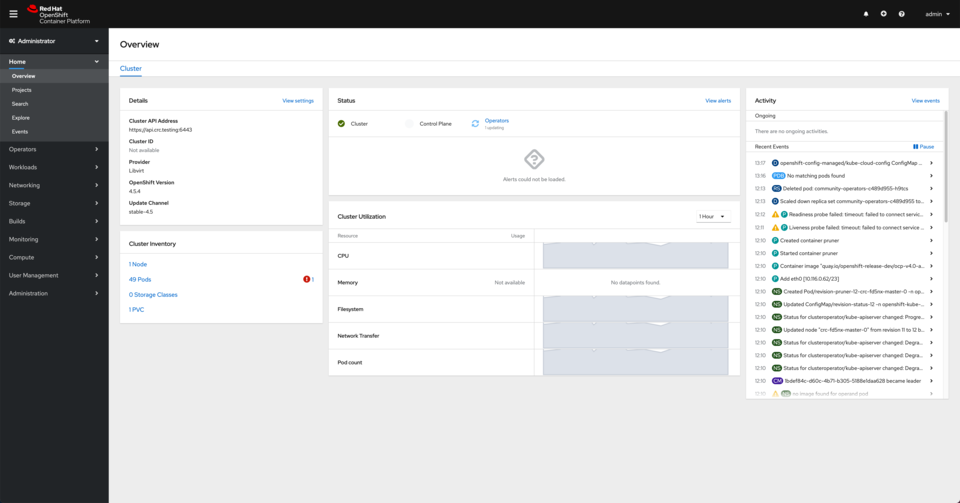 Red Hat
OpenShift
Container Platform
admin
Administrator
Home
Overview
Projects
Search
Explore
Events
Operators
Workloads
Networking
Storage
Builds
Monitoring
Compute
User Management
Administration
Overview
Cluster
Details
View settings
Cluster API Address
https://api.crc.testing:6443
Cluster ID
Not available
Provider
Libvirt
OpenShift Version
4.5.4
Update Channel
stable-4.5
Cluster Inventory
1 Node
49 Pods
1
0 Storage Classes
1 PVC
Status
View alerts
Cluster
Control Plane
Operators
1 updating
Alerts could not be loaded.
Cluster Utilization
1 Hour
Resource Usage
CPU
Memory Not available No datapoints found.
Filesystem
Network Transfer
Pod count
Activity
View events
Ongoing
There are no ongoing activities.
Recent Events
Pause
13:17 D openshift-config-managed/kube-cloud-config ConfigMap ...
13:16 PDB No matching pods found
12:13 RS Deleted pod: community-operators-c489d955-h9tcs
12:13 D Scaled down replica set community-operators-c489d955 to...
12:12 P Readiness probe failed: timeout: failed to connect servic...
12:11 P Liveness probe failed: timeout: failed to connect service ...
12:10 P Created container pruner
12:10 P Started container pruner
12:10 P Container image "quay.io/openshift-release-dev/ocp-v4.0-a...
12:10 P Add eth0 [10.116.0.62/23]
12:10 NS Created Pod/revision-pruner-12-crc-fd5nx-master-0 -n op...
12:10 NS Updated ConfigMap/revision-status-12 -n openshift-kube-...
12:10 NS Status for clusteroperator/kube-apiserver changed: Progre...
12:10 NS Updated node "crc-fd5nx-master-0" from revision 11 to 12 b...
12:10 NS Status for clusteroperator/kube-apiserver changed: Degra...
12:10 NS Status for clusteroperator/kube-apiserver changed: Degra...
12:10 NS Status for clusteroperator/kube-apiserver changed: Degra...
12:10 CM 1bdef84c-d60c-4b71-b305-5188e1daa628 became leader
12:10 NS no image found for operand pod